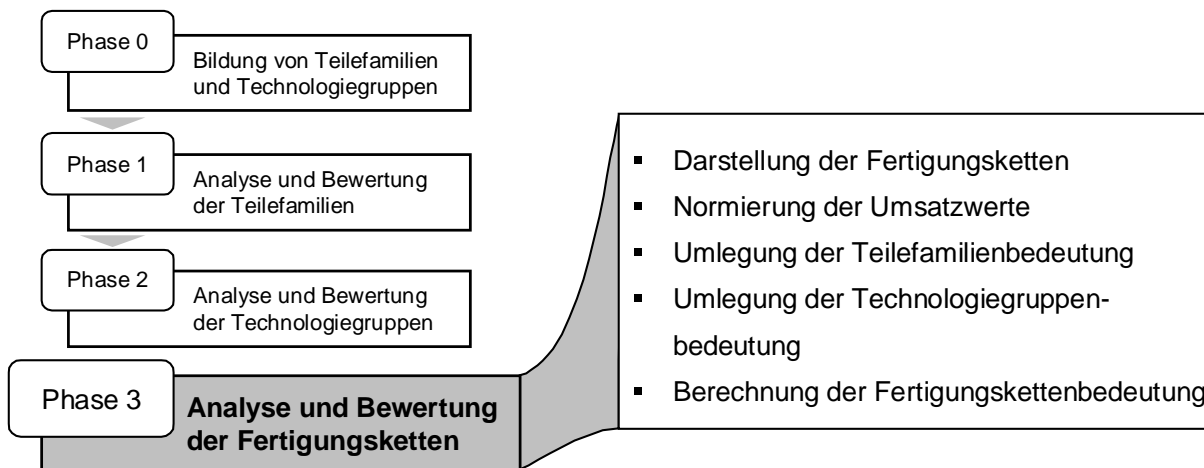 Phase 0
Bildung von Teilefamilien
und Technologiegruppen
Phase 1
Analyse und Bewertung
der Teilefamilien
Phase 2
Analyse und Bewertung
der Technologiegruppen
Phase 3
Analyse und Bewertung
der Fertigungsketten
▪ Darstellung der Fertigungsketten
▪ Normierung der Umsatzwerte
▪ Umlegung der Teilefamilienbedeutung
▪ Umlegung der Technologiegruppen-
bedeutung
▪ Berechnung der Fertigungskettenbedeutung